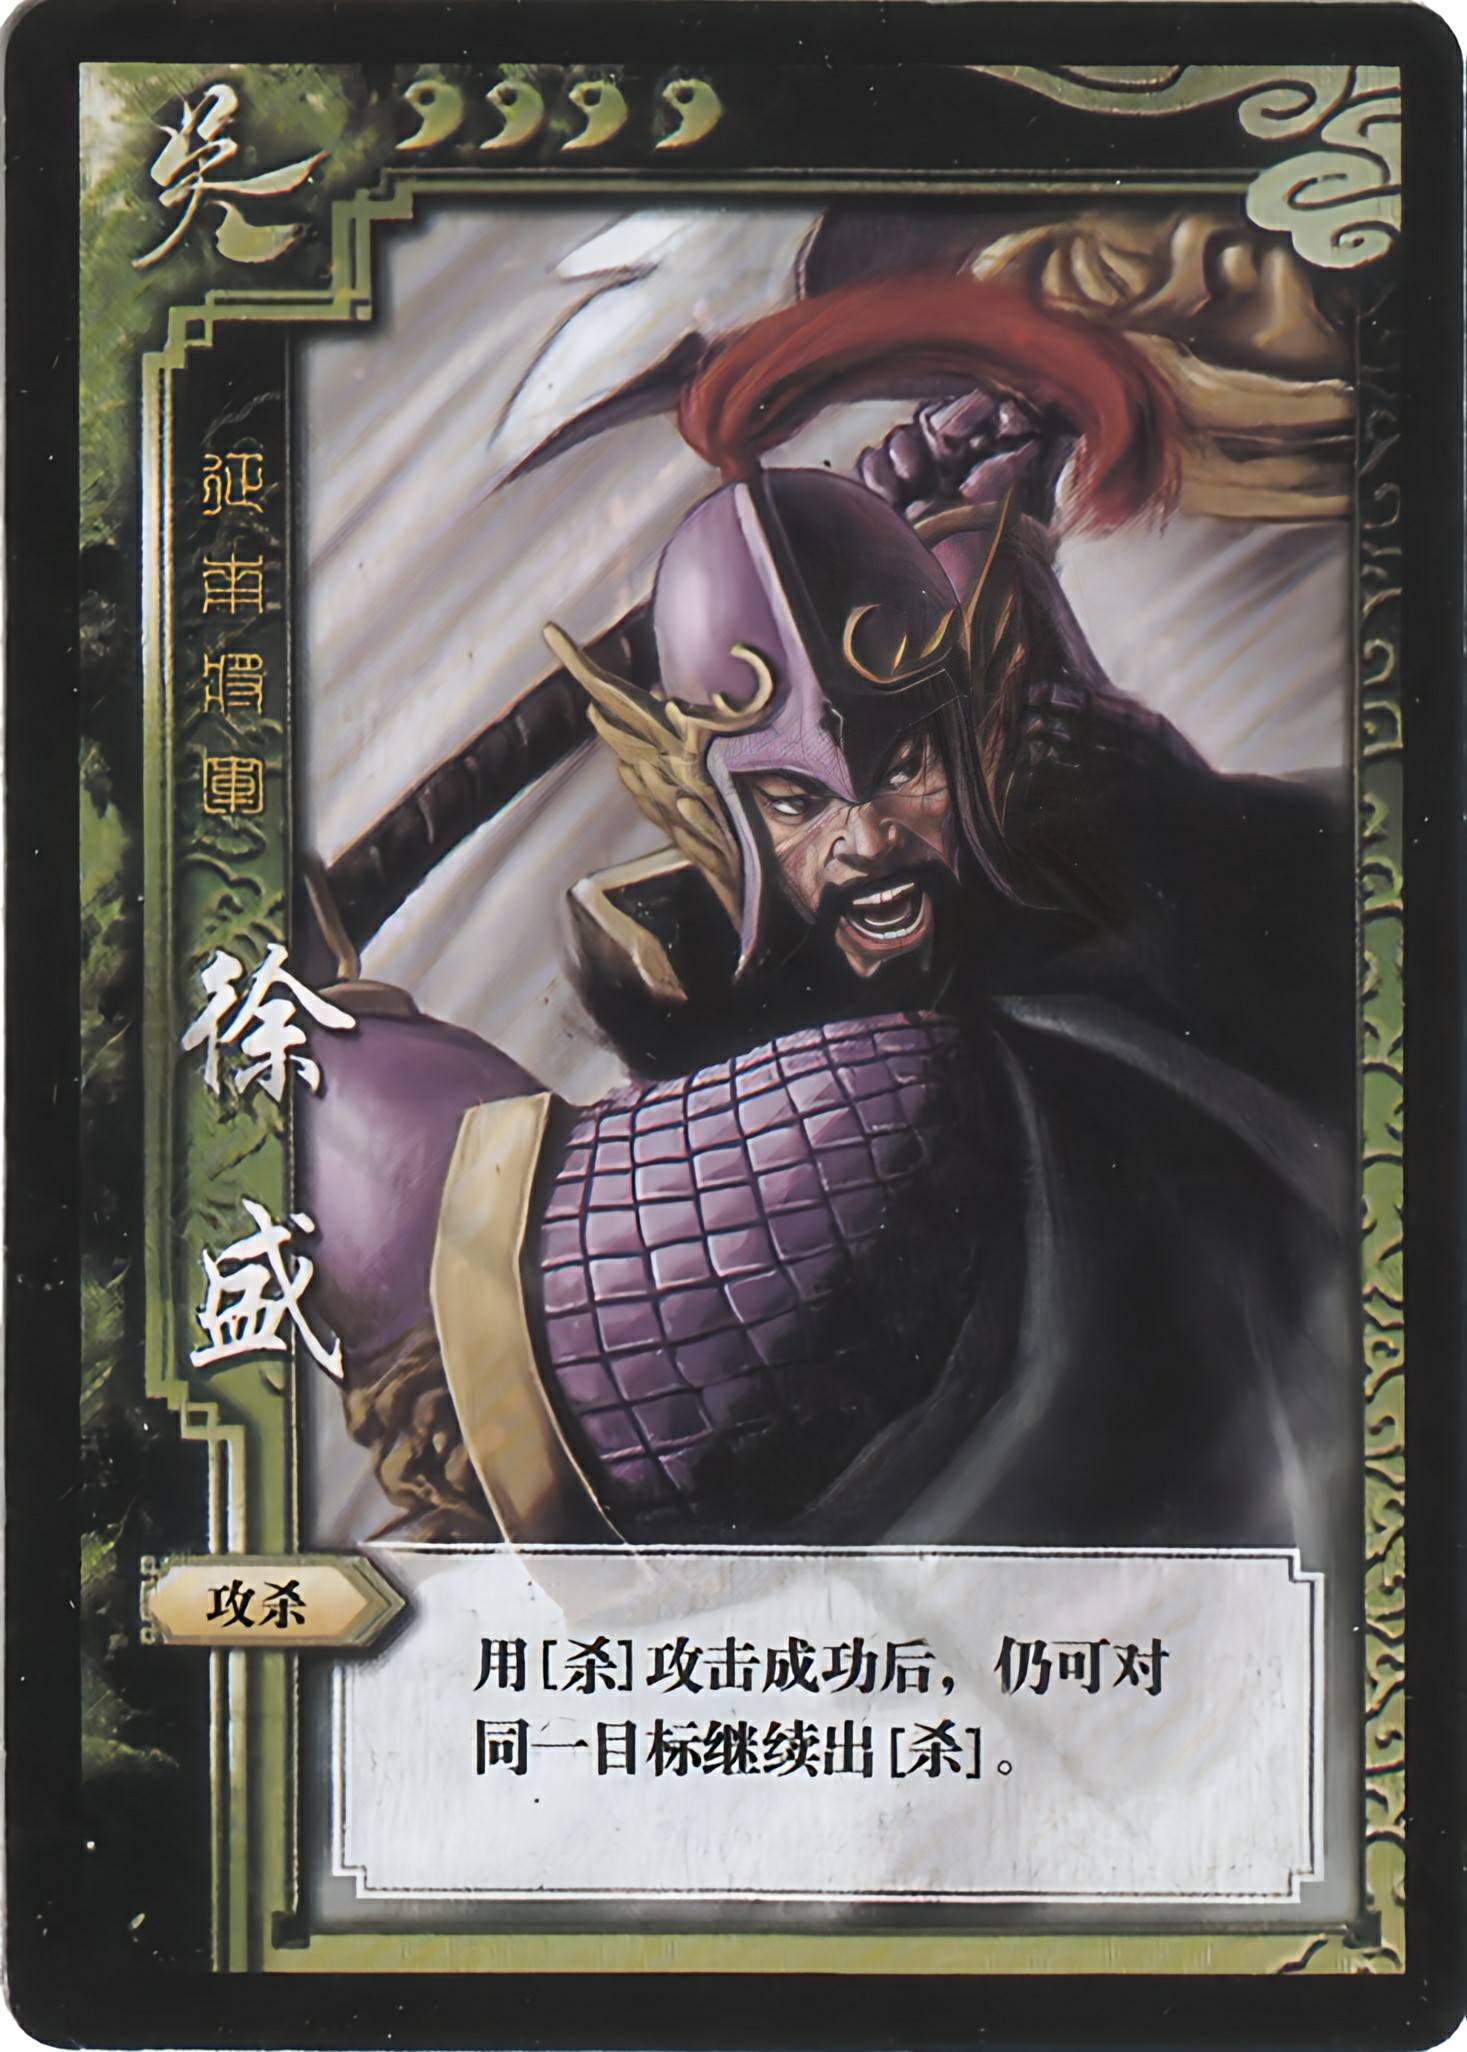 吴
征將軍
徐盛
攻杀
用[杀]攻击成功后，仍可对
同一目标继续出[杀]。